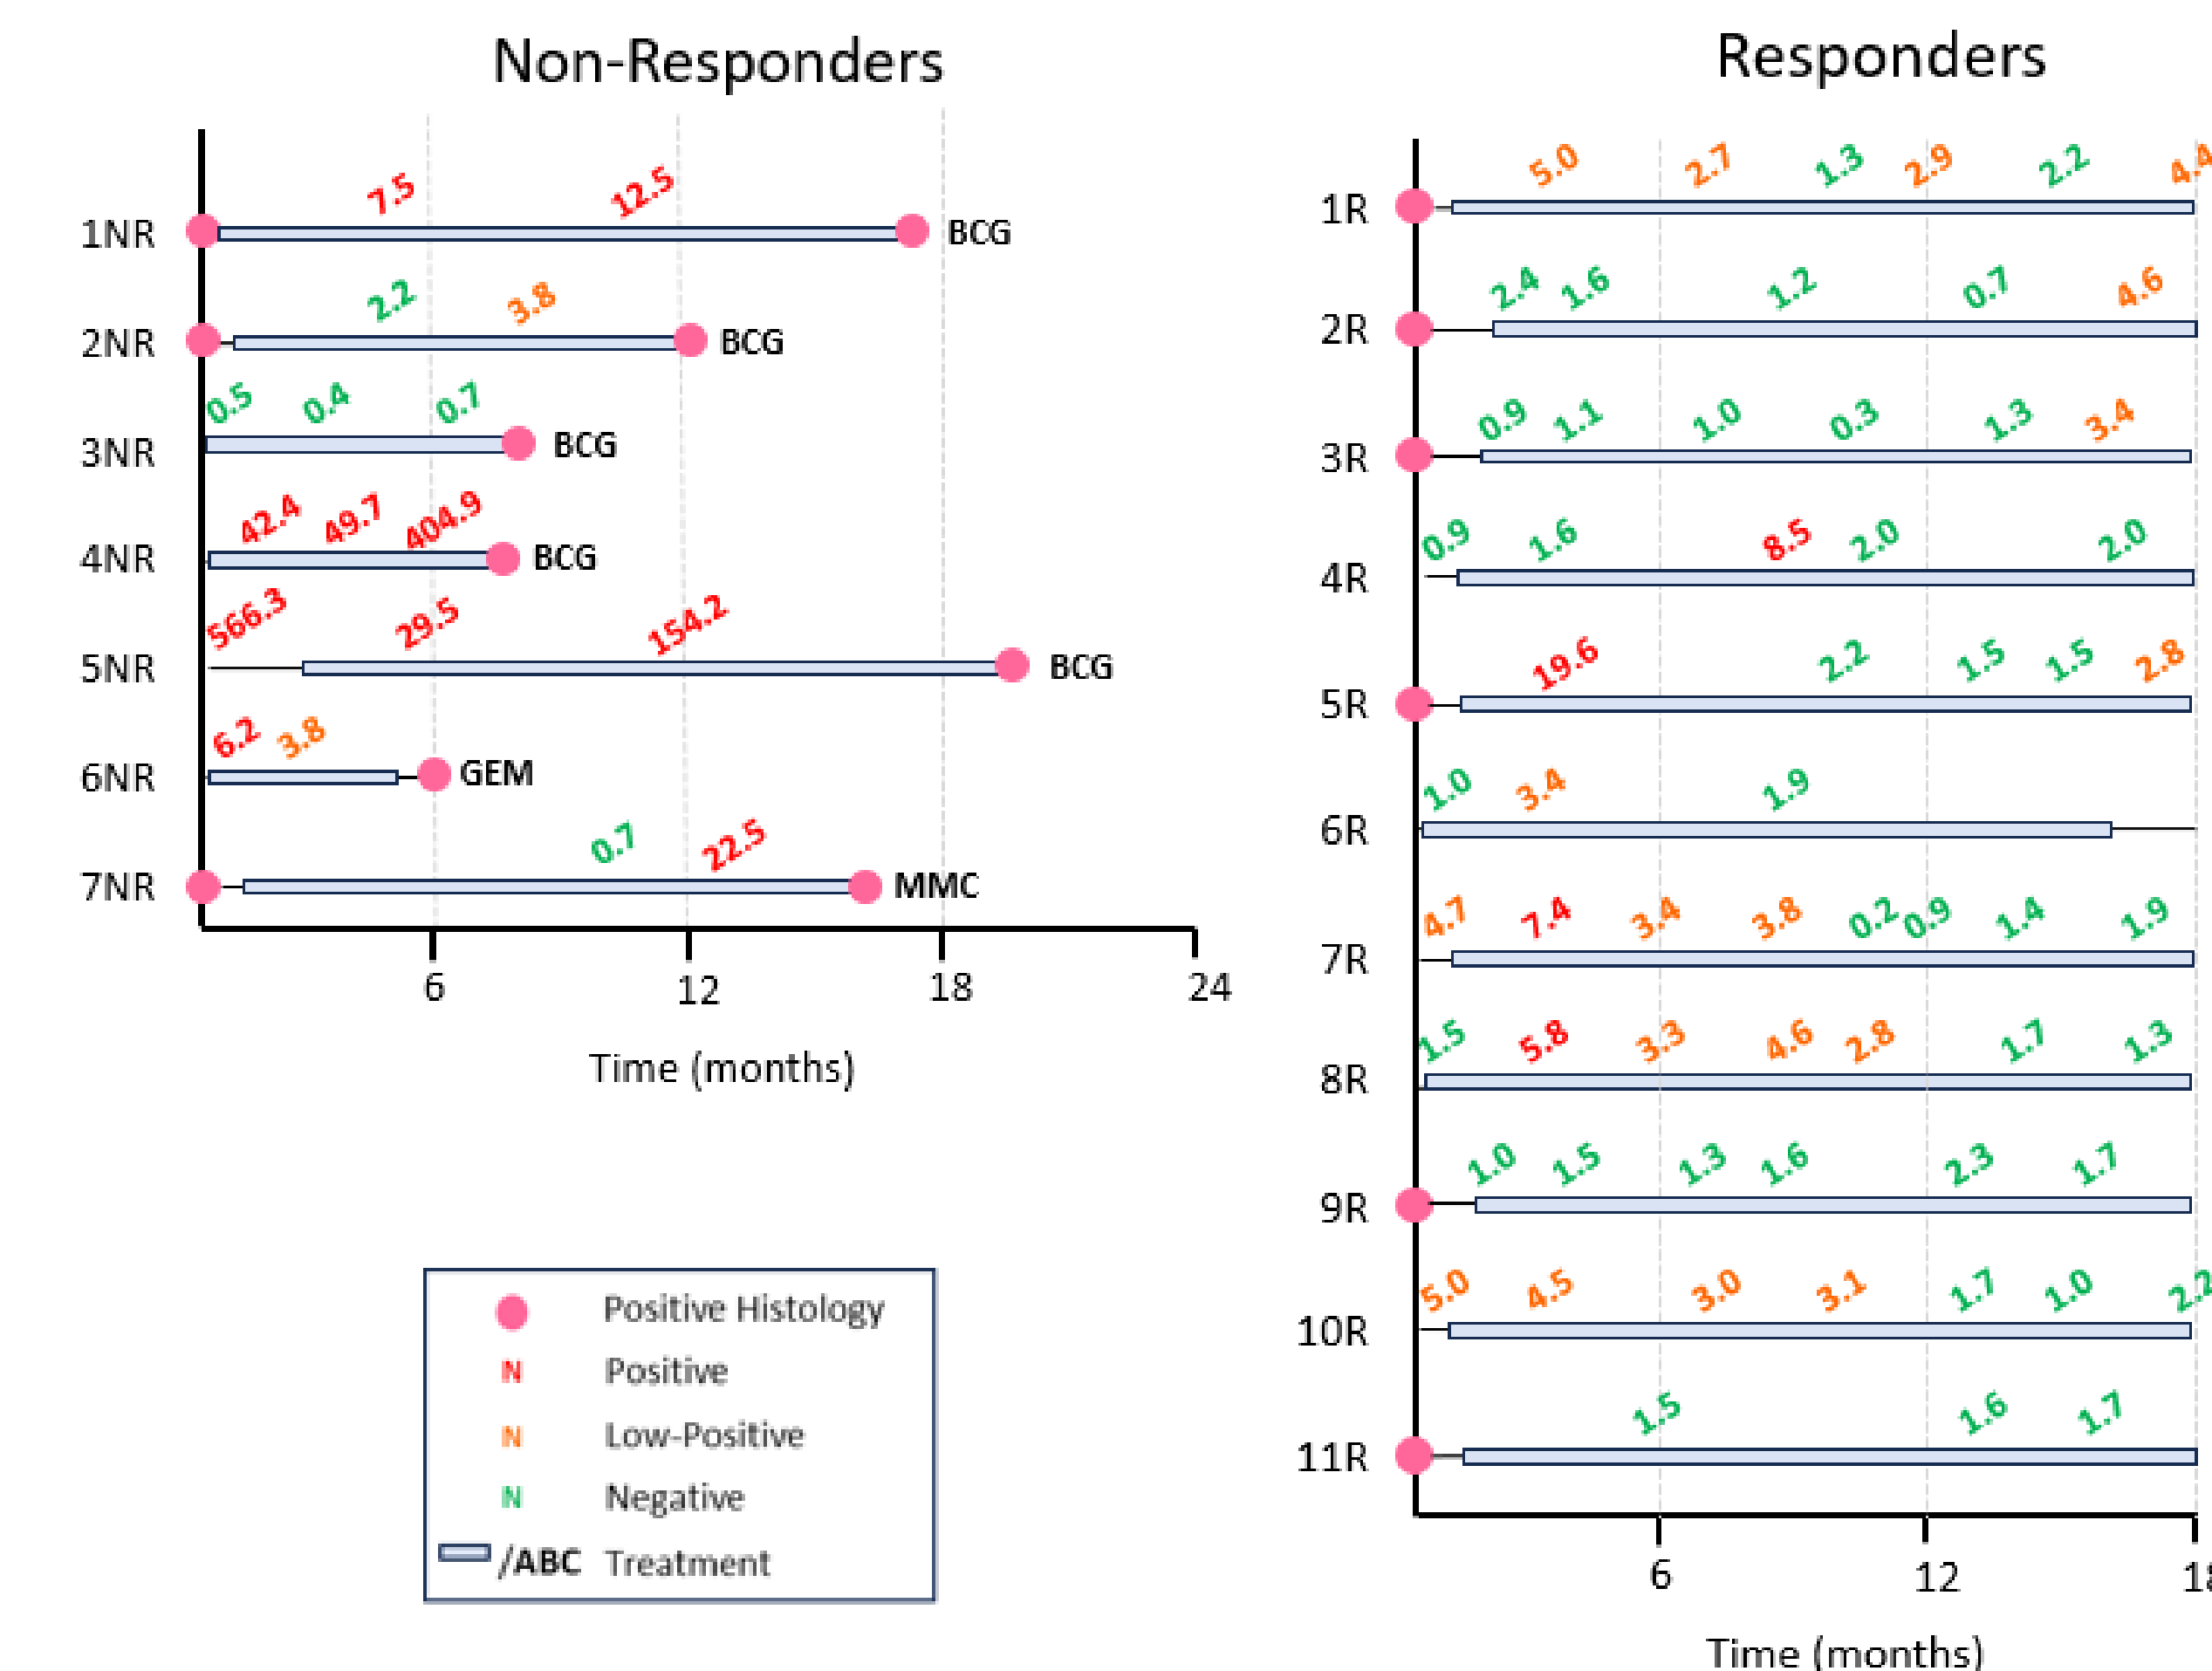 Non-Responders
7.5 12.5
1NR BCG
2.2 3.8
2NR BCG
0.5 0.4 0.7
3NR BCG
42.4 49.7 404.9
4NR BCG
566.3 29.5 154.2
5NR BCG
6.2 3.8
6NR GEM
0.7 22.5
7NR MMC
6 12 18 24
Time (months)
Positive Histology
N Positive
N Low-Positive
N Negative
/ABC Treatment
Responders
5.0 2.7 1.3 2.9 2.2 4.4
1R
2.4 1.6 1.2 0.7 4.6
2R
0.9 1.1 1.0 0.3 1.3 3.4
3R
0.9 1.6 8.5 2.0 2.0
4R
19.6 2.2 1.5 1.5 2.8
5R
1.0 3.4 1.9
6R
4.7 7.4 3.4 3.8 0.2 0.9 1.4 1.9
7R
1.5 5.8 3.3 4.6 2.8 1.7 1.3
8R
1.0 1.5 1.3 1.6 2.3 1.7
9R
5.0 4.5 3.0 3.1 1.7 1.0 2.2
10R
1.5 1.6 1.7
11R
6 12 18
Time (months)